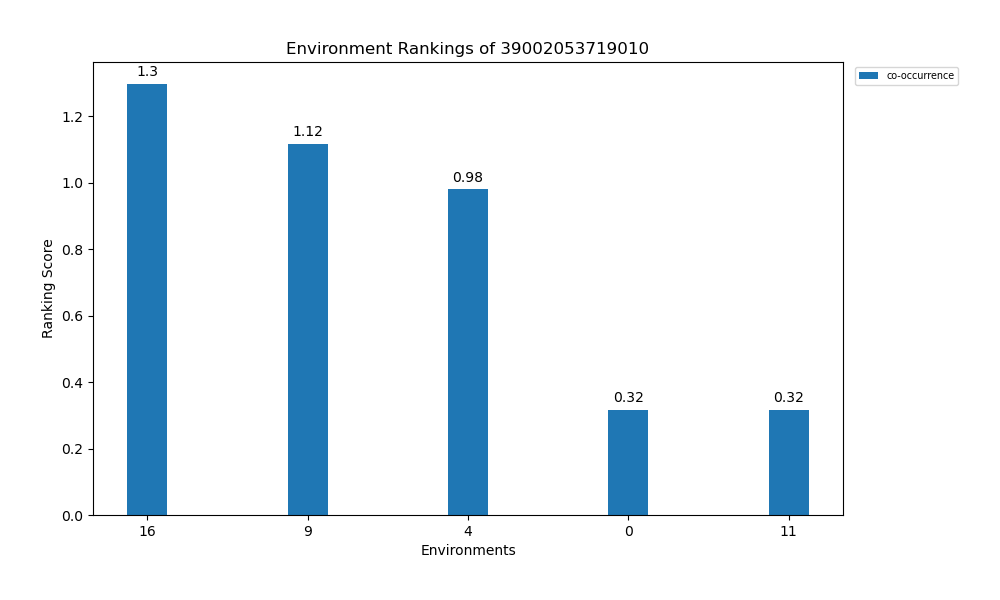 Environment Rankings of 39002053719010
co-occurrence
1.3
1.12
0.98
0.32
0.32
Ranking Score
1.2
1.0
0.8
0.6
0.4
0.2
0.0
16 9 4 0 11
Environments